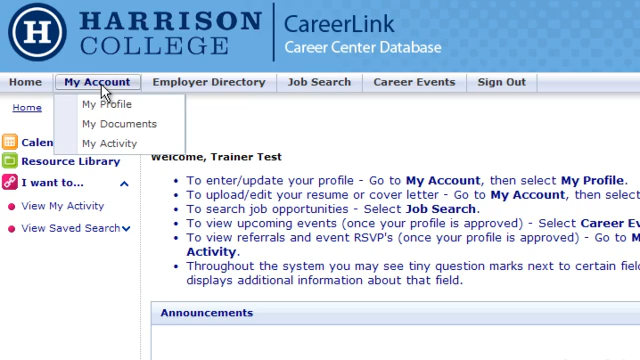 HARRISON
COLLEGE
H
CareerLink
Career Center Database
Home My Account Employer Directory Job Search Career Events Sign Out
Home
My Profile
My Documents
My Activity
Calen
Resource Library
I want to...
View My Activity
View Saved Search
Welcome, Trainer Test
To enter/update your profile - Go to My Account, then select My Profile.
To upload/edit your resume or cover letter - Go to My Account, then select
To search job opportunities - Select Job Search.
To view upcoming events (once your profile is approved) - Select Career Ev
To view referrals and event RSVP's (once your profile is approved) - Go to M
Activity.
Throughout the system you may see tiny question marks next to certain field
displays additional information about that field.
Announcements